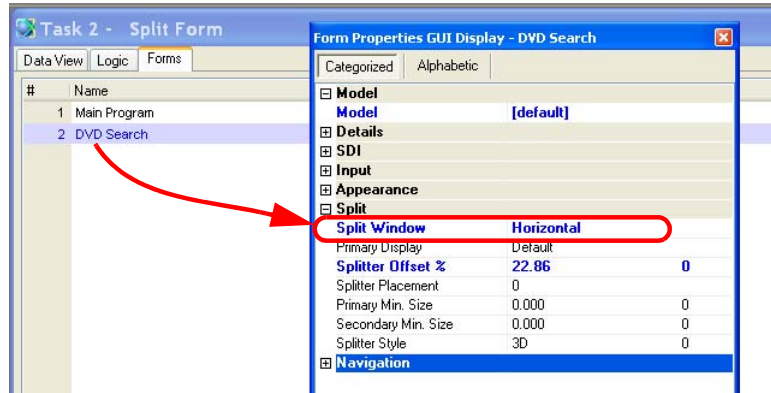 Task 2 - Split Form
Data View Logic Forms
# Name
1 Main Program
2 DVD Search
Form Properties GUI Display - DVD Search
Categorized Alphabetic
Model
Model [default]
Details
SDI
Input
Appearance
Split
Split Window Horizontal
Primary Display Default
Splitter Offset % 22.86 0
Splitter Placement 0
Primary Min. Size 0.000 0
Secondary Min. Size 0.000 0
Splitter Style 3D 0
Navigation